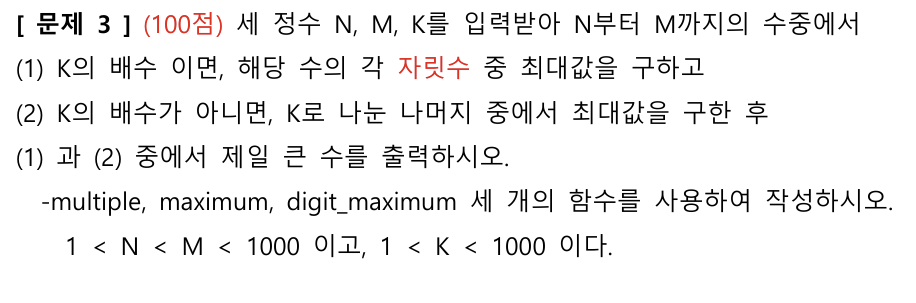 [ 문제 3 ] (100점) 세 정수 N, M, K를 입력받아 N부터 M까지의 수중에서
(1) K의 배수 이면, 해당 수의 각 자릿수 중 최대값을 구하고
(2) K의 배수가 아니면, K로 나눈 나머지 중에서 최대값을 구한 후
(1) 과 (2) 중에서 제일 큰 수를 출력하시오.
-multiple, maximum, digit_maximum 세 개의 함수를 사용하여 작성하시오.
1 < N < M < 1000 이고, 1 < K < 1000 이다.